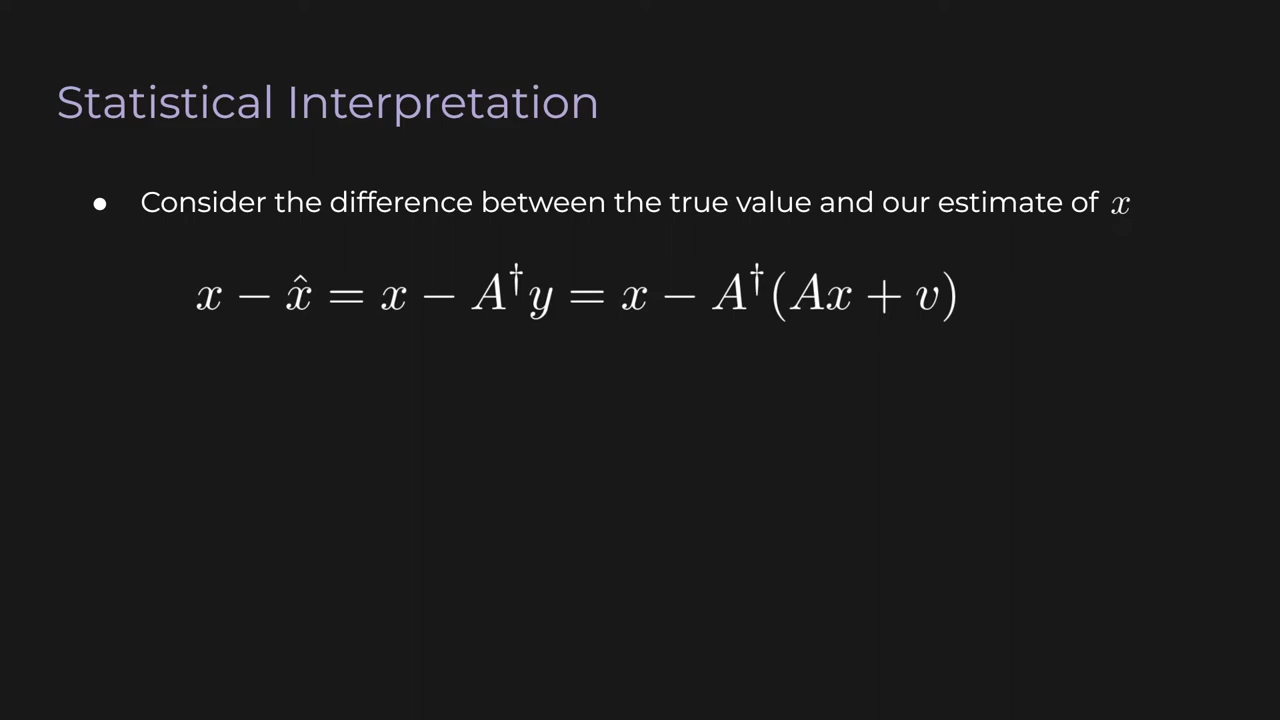 Statistical Interpretation
● Consider the difference between the true value and our estimate of x
x − x̂ = x − A†y = x − A†(Ax + v)